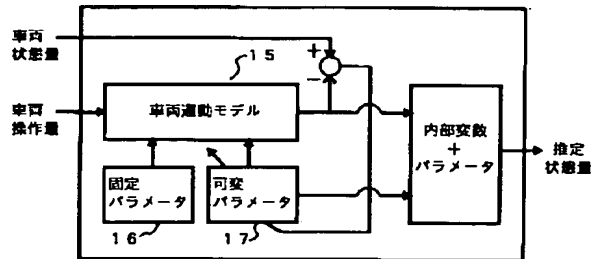 車両
状態量
+
−
15
車両
操作量
車両運動モデル
内部変数
+
パラメータ
推定
状態量
固定
パラメータ
可変
パラメータ
16
17